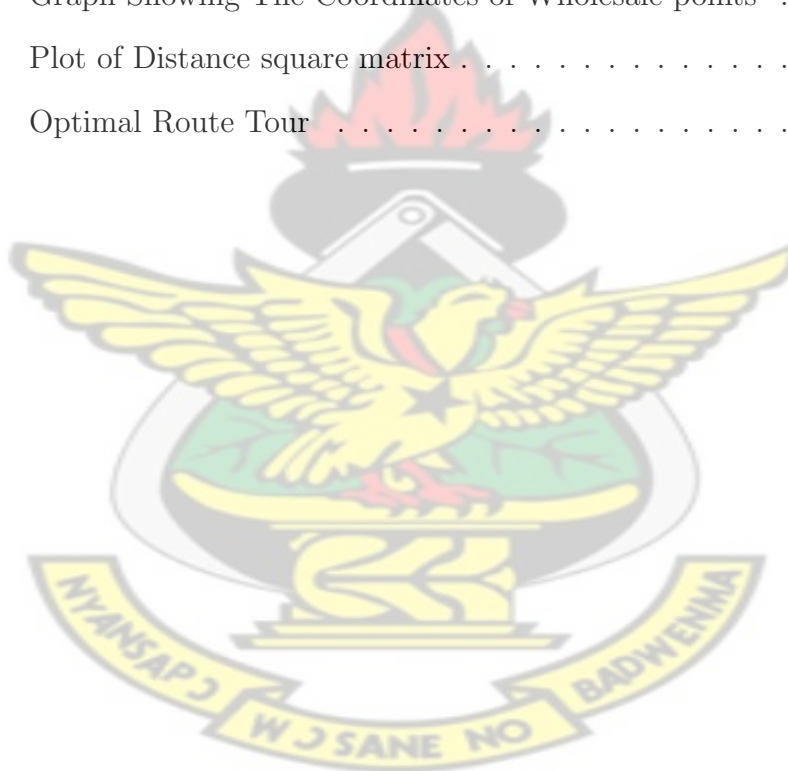 Graph Showing The Coordinates of Wholesale points .
Plot of Distance square matrix . . . . . . . . . . . . . .
Optimal Route Tour . . . . . . . . . . . . . . . . . . .
NYANSAPƆ
WƆ SANE NO
BADWENMA